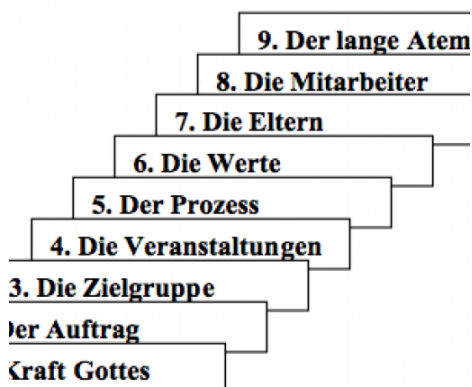 9. Der lange Atem
8. Die Mitarbeiter
7. Die Eltern
6. Die Werte
5. Der Prozess
4. Die Veranstaltungen
3. Die Zielgruppe
Der Auftrag
Kraft Gottes